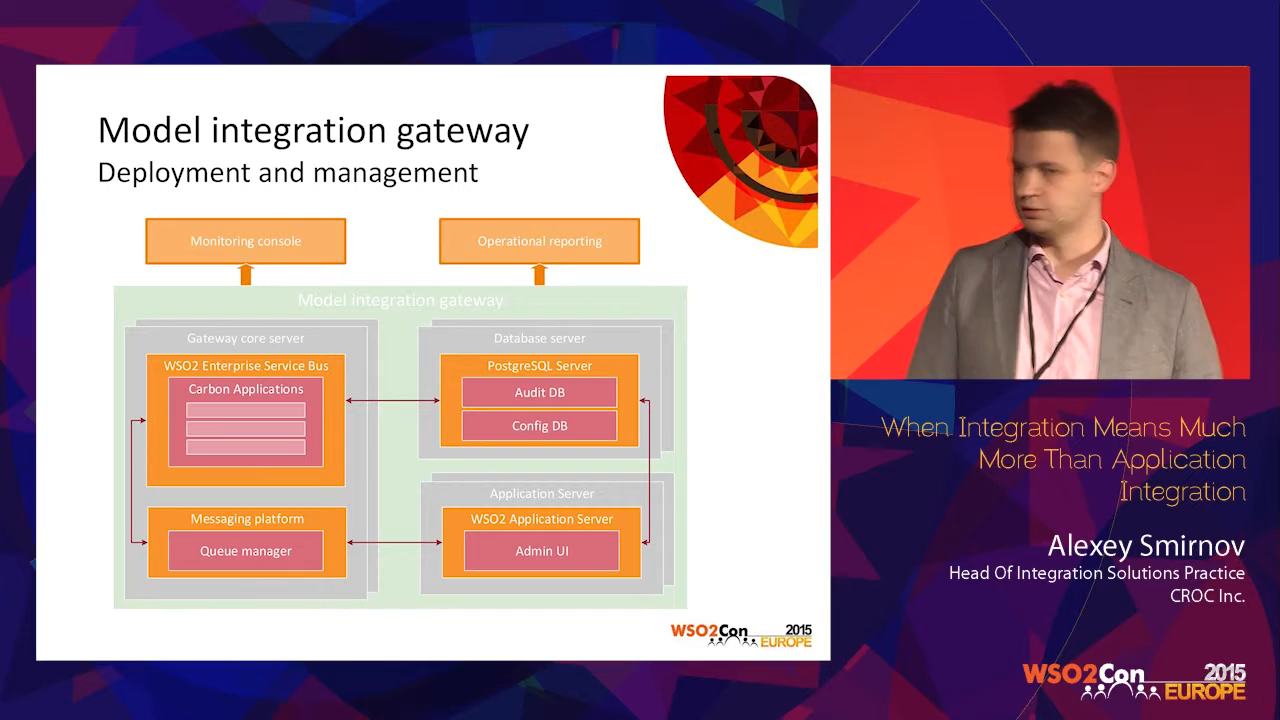 Model integration gateway
Deployment and management
Monitoring console
Operational reporting
Model integration gateway
Gateway core server
WSO2 Enterprise Service Bus
Carbon Applications
Messaging platform
Queue manager
Database server
PostgreSQL Server
Audit DB
Config DB
Application Server
WSO2 Application Server
Admin UI
WSO2Con 2015
EUROPE
When Integration Means Much
More Than Application
Integration
Alexey Smirnov
Head Of Integration Solutions Practice
CROC Inc.
WSO2Con 2015
EUROPE